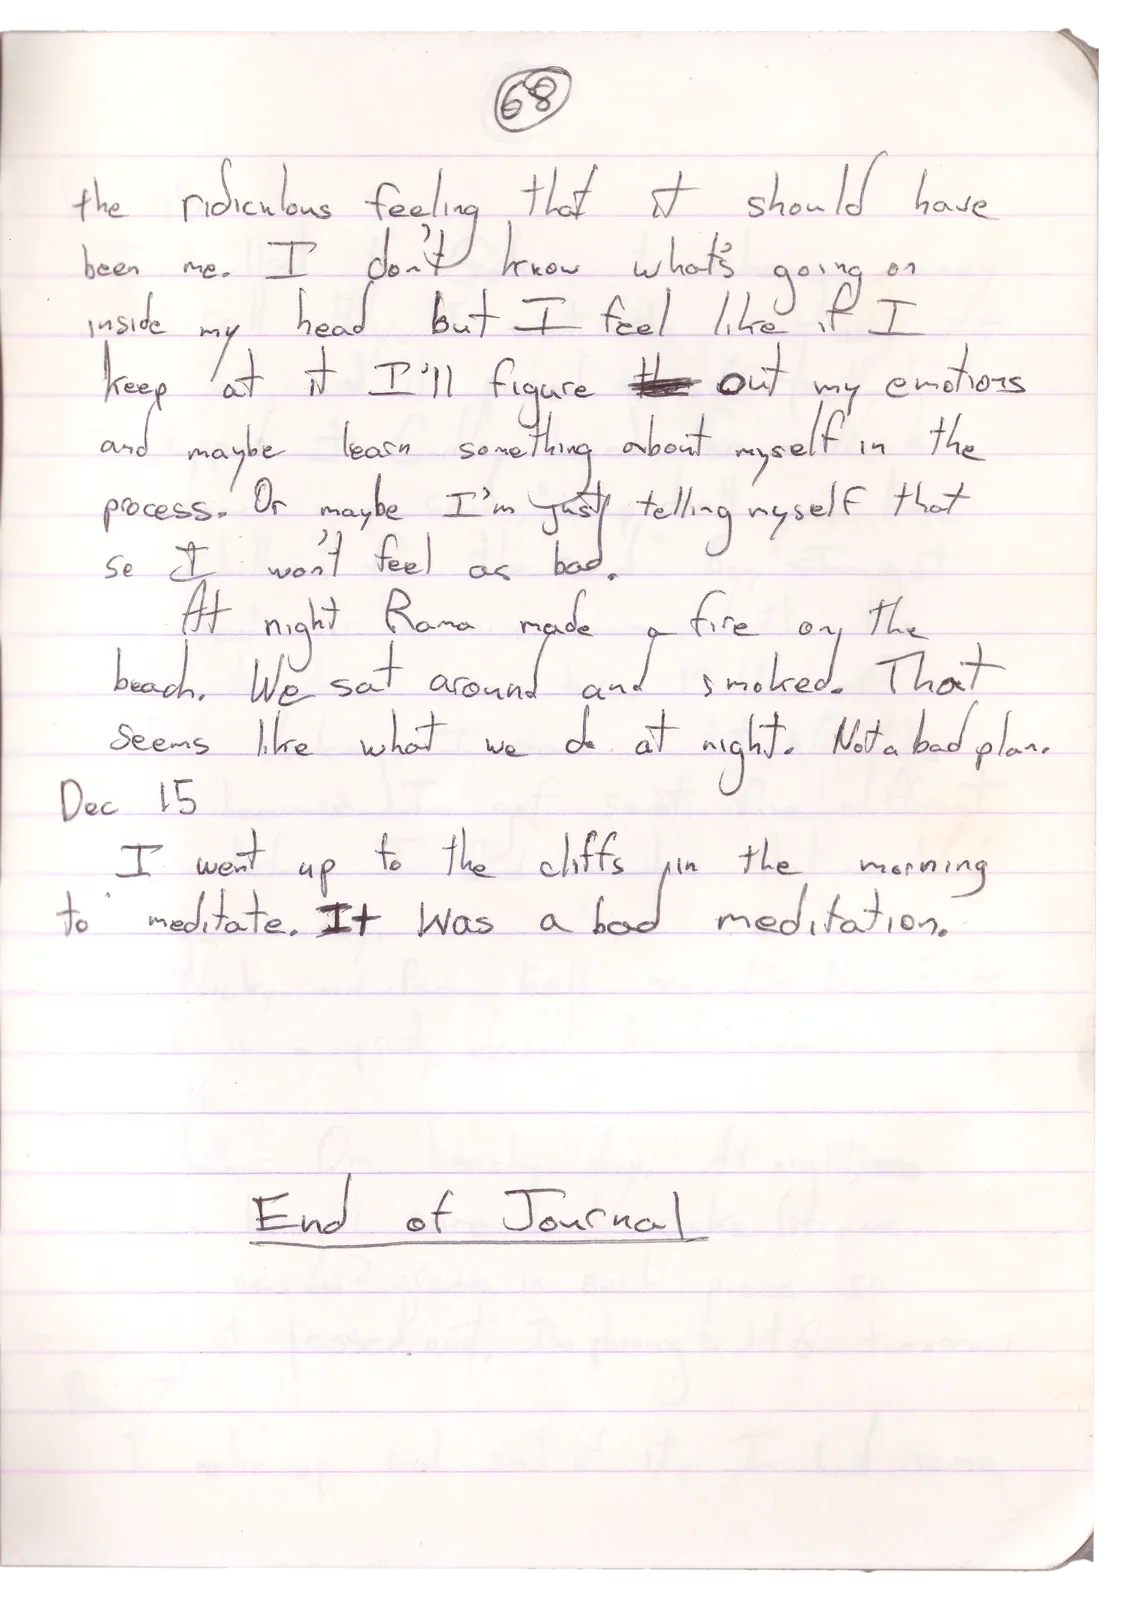 68
the ridiculous feeling that it should have
been me. I don't know what's going on
inside my head but I feel like if I
keep at it I'll figure out my emotions
and maybe learn something about myself in the
process. Or maybe I'm just telling myself that
so I won't feel as bad.
At night Rama made a fire on the
beach. We sat around and smoked. That
seems like what we do at night. Not a bad plan.
Dec 15
I went up to the cliffs in the morning
to meditate. It was a bad meditation.
End of Journal